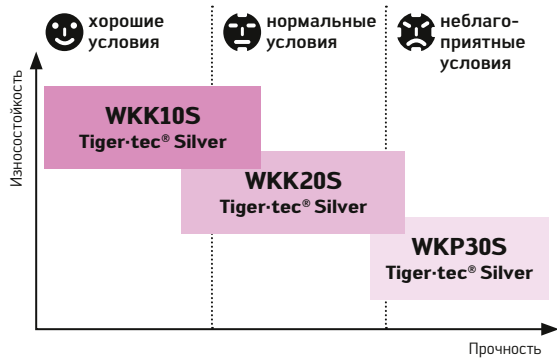 хорошие
условия
нормальные
условия
неблаго-
приятные
условия
Износостойкость
WKK10S
Tiger·tec® Silver
WKK20S
Tiger·tec® Silver
WKP30S
Tiger·tec® Silver
Прочность